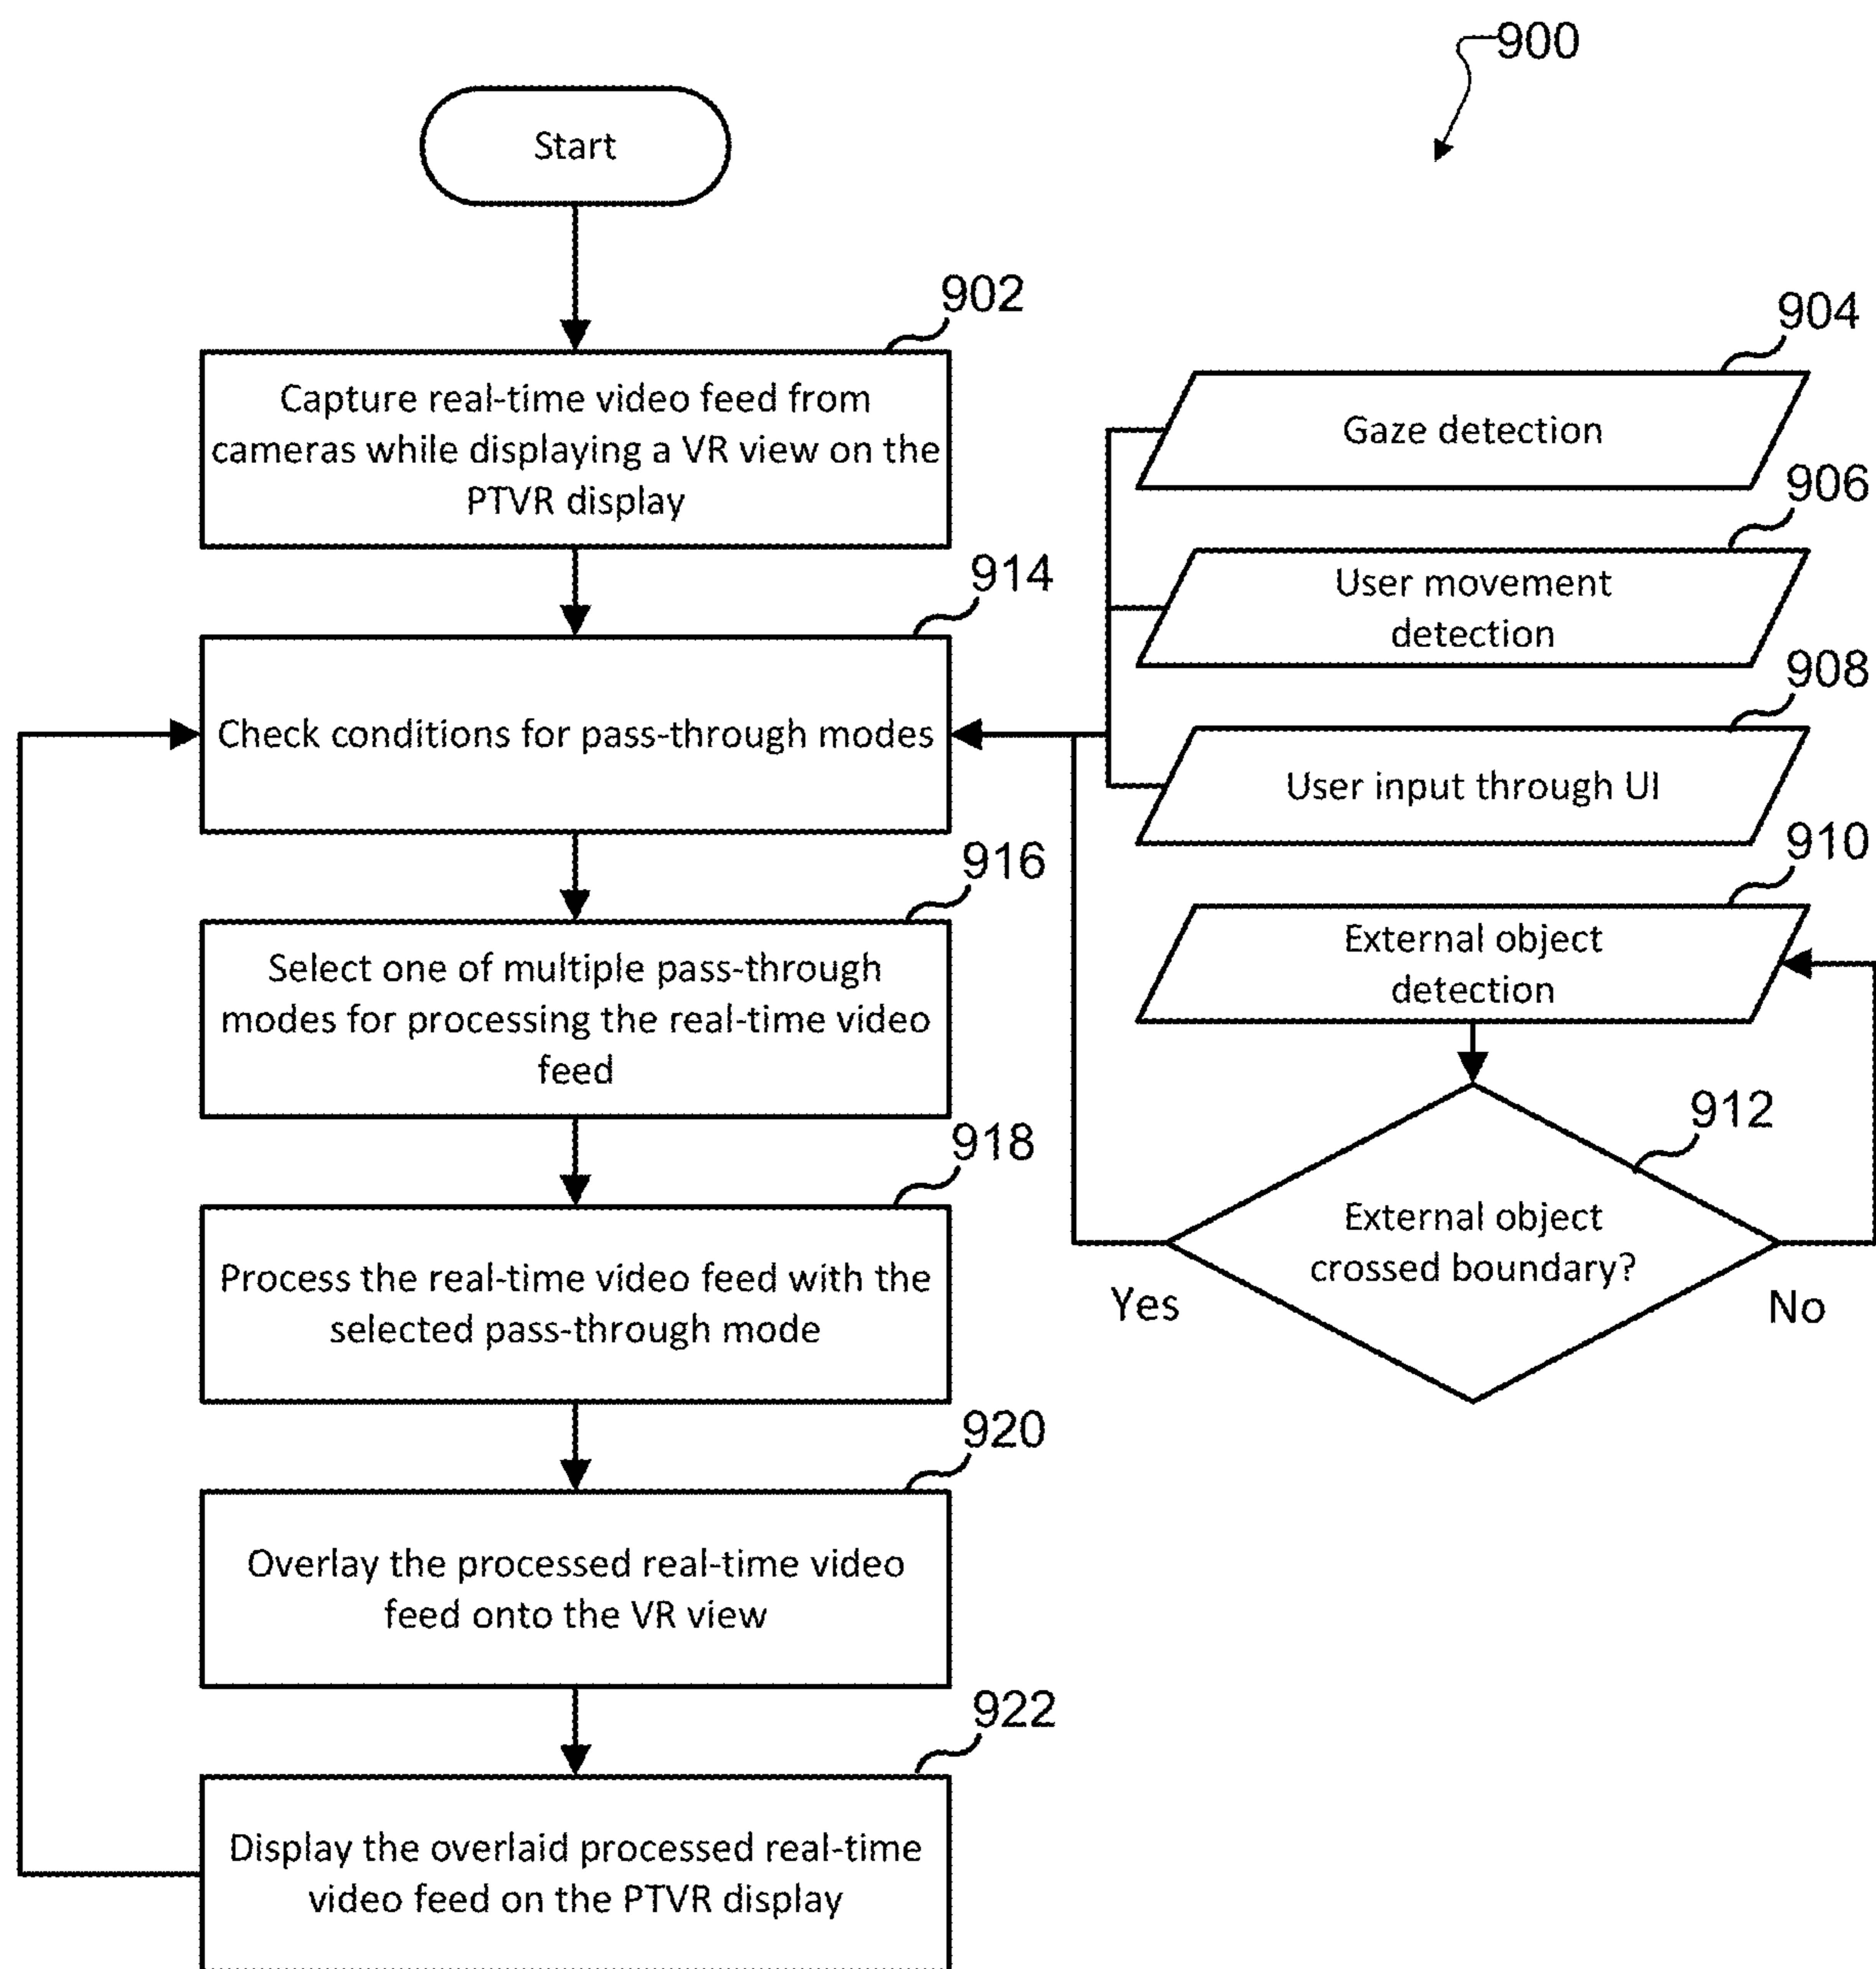 900
Start
902
Capture real-time video feed from
cameras while displaying a VR view on the
PTVR display
904
Gaze detection
906
User movement
detection
908
User input through UI
910
External object
detection
912
External object
crossed boundary?
Yes
No
914
Check conditions for pass-through modes
916
Select one of multiple pass-through
modes for processing the real-time video
feed
918
Process the real-time video feed with the
selected pass-through mode
920
Overlay the processed real-time video
feed onto the VR view
922
Display the overlaid processed real-time
video feed on the PTVR display